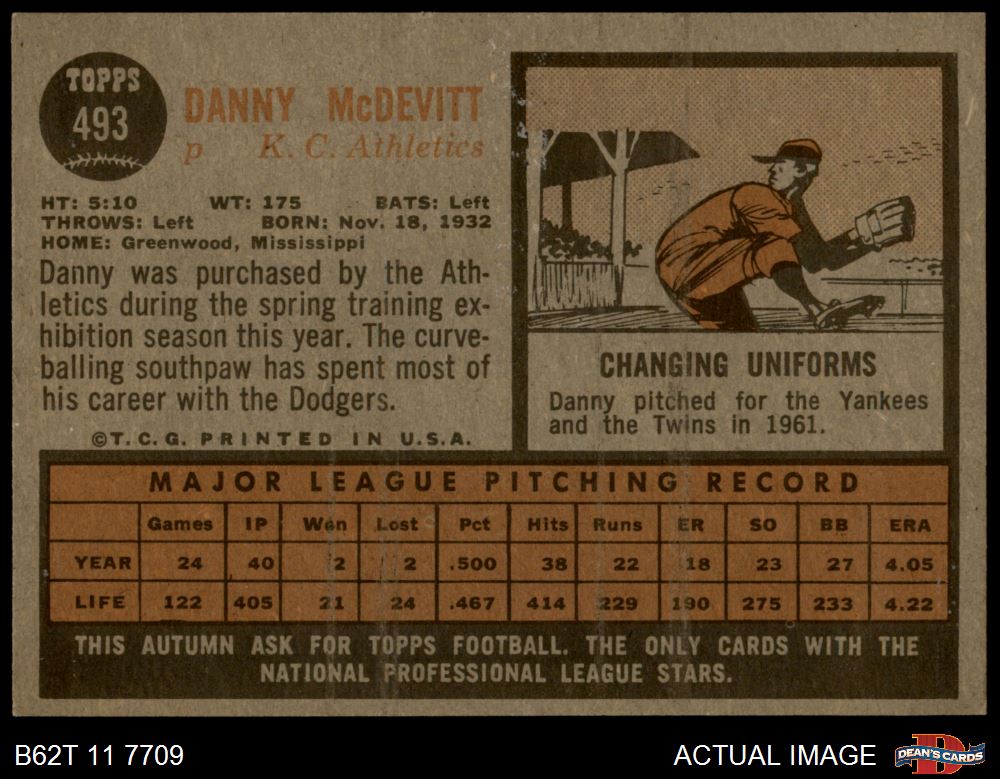 TOPPS
493
DANNY McDEVITT
p K. C. Athletics
HT: 5:10 WT: 175 BATS: Left
THROWS: Left BORN: Nov. 18, 1932
HOME: Greenwood, Mississippi
Danny was purchased by the Ath-
letics during the spring training ex-
hibition season this year. The curve-
balling southpaw has spent most of
his career with the Dodgers.
©T.C.G. PRINTED IN U.S.A.
CHANGING UNIFORMS
Danny pitched for the Yankees
and the Twins in 1961.
MAJOR LEAGUE PITCHING RECORD
Games IP Won Lost Pct Hits Runs ER SO BB ERA
YEAR 24 40 2 2 .500 38 22 18 23 27 4.05
LIFE 122 405 21 24 .467 414 229 190 275 233 4.22
THIS AUTUMN ASK FOR TOPPS FOOTBALL. THE ONLY CARDS WITH THE
NATIONAL PROFESSIONAL LEAGUE STARS.
B62T 11 7709
ACTUAL IMAGE
D
DEAN'S CARDS